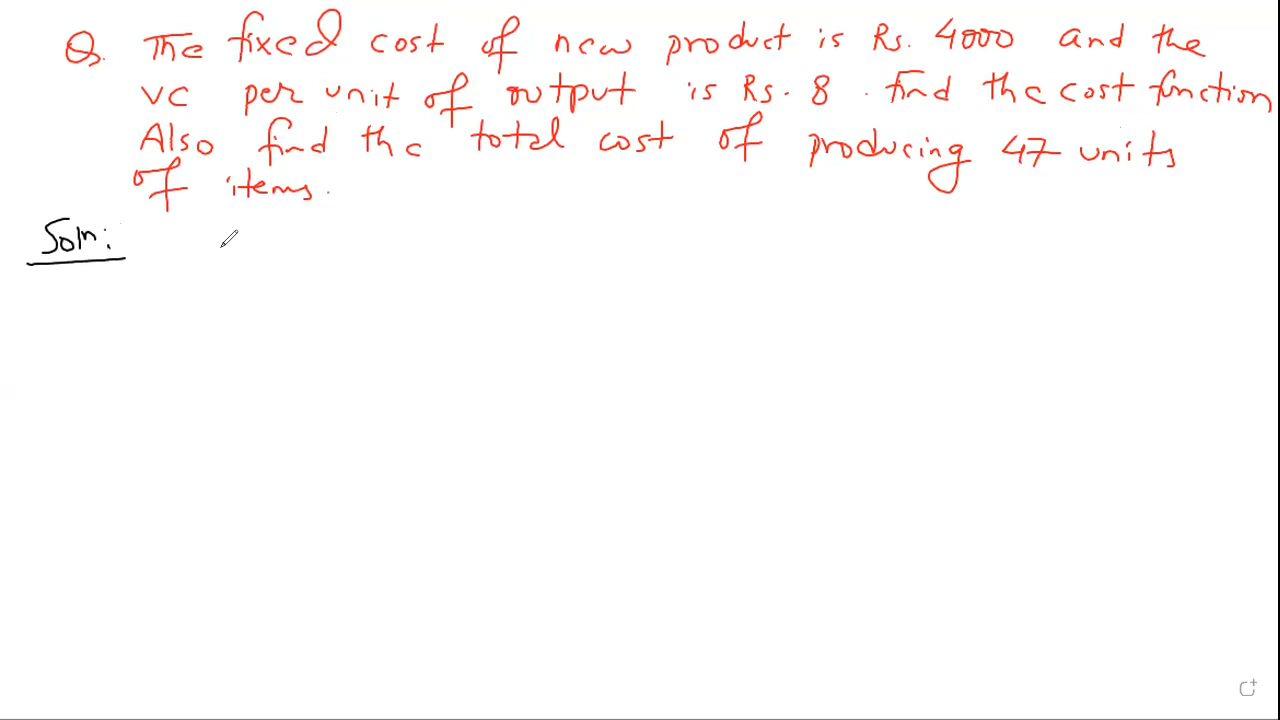 Q. The fixed cost of new product is Rs. 4000 and the
VC per unit of output is Rs. 8. find the cost function
Also find the total cost of producing 47 units
of items.
Soln: